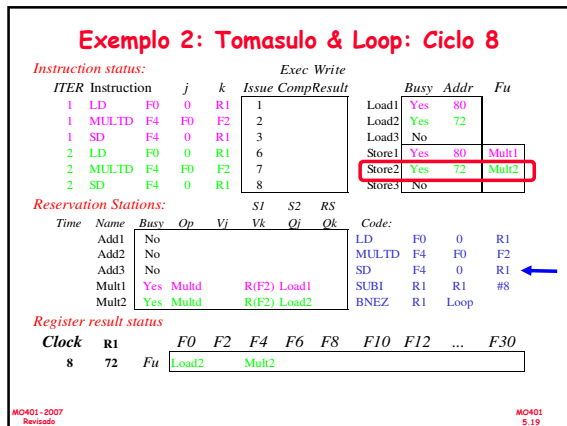 Exemplo 2: Tomasulo & Loop: Ciclo 8
Instruction status: Exec Write
ITER Instruction j k Issue CompResult Busy Addr Fu
1 LD F0 0 R1 1 Load1 Yes 80
1 MULTD F4 F0 F2 2 Load2 Yes 72
1 SD F4 0 R1 3 Load3 No
2 LD F0 0 R1 6 Store1 Yes 80 Mult1
2 MULTD F4 F0 F2 7 Store2 Yes 72 Mult2
2 SD F4 0 R1 8 Store3 No
Reservation Stations: S1 S2 RS
Time Name Busy Op Vj Vk Qj Qk Code:
Add1 No LD F0 0 R1
Add2 No MULTD F4 F0 F2
Add3 No SD F4 0 R1
Mult1 Yes Multd R(F2) Load1 SUBI R1 R1 #8
Mult2 Yes Multd R(F2) Load2 BNEZ R1 Loop
Register result status
Clock R1 F0 F2 F4 F6 F8 F10 F12 ... F30
8 72 Fu Load2 Mult2
MO401-2007 MO401
Revisado 5.19